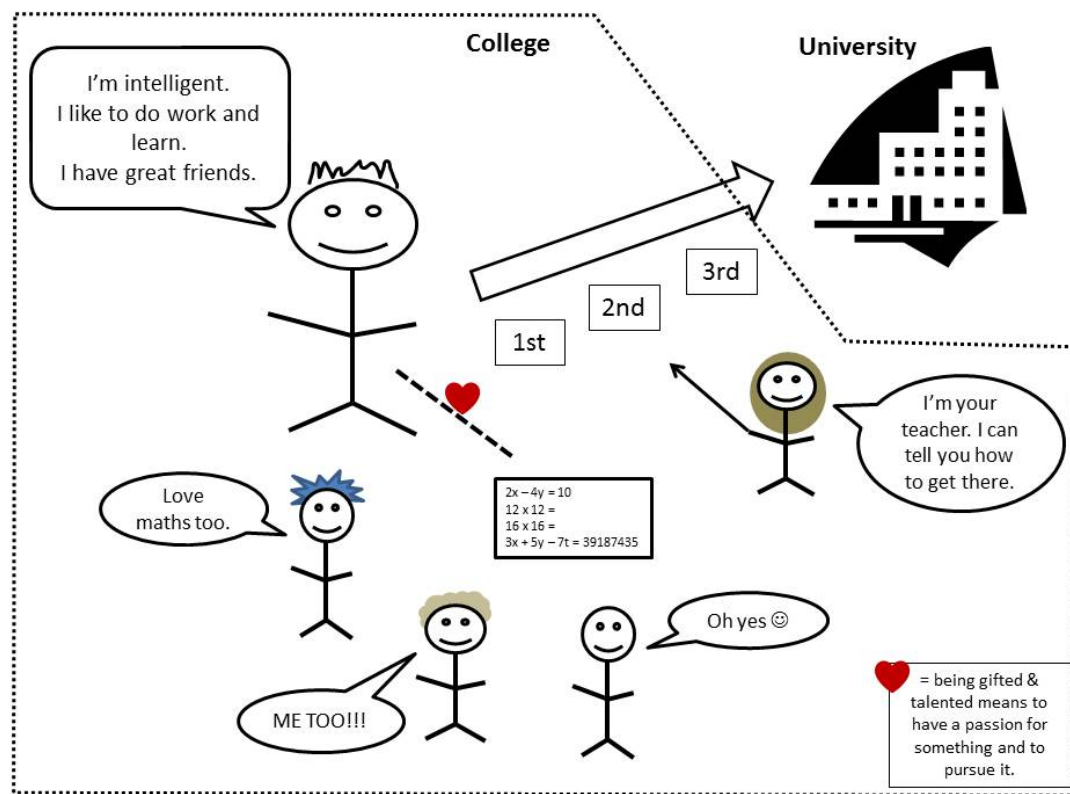 College
University
I'm intelligent.
I like to do work and
learn.
I have great friends.
3rd
2nd
1st
I'm your
teacher. I can
tell you how
to get there.
Love
maths too.
2x – 4y = 10
12 x 12 =
16 x 16 =
3x + 5y – 7t = 39187435
Oh yes ☺
ME TOO!!!
= being gifted &
talented means to
have a passion for
something and to
pursue it.